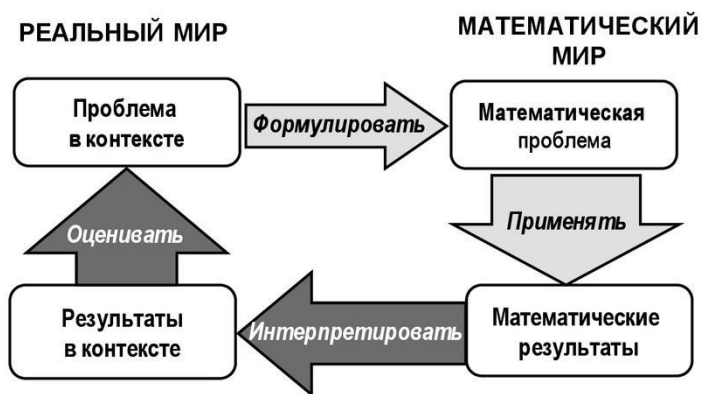 РЕАЛЬНЫЙ МИР
МАТЕМАТИЧЕСКИЙ
МИР
Проблема
в контексте
Формулировать
Математическая
проблема
Оценивать
Применять
Результаты
в контексте
Интерпретировать
Математические
результаты